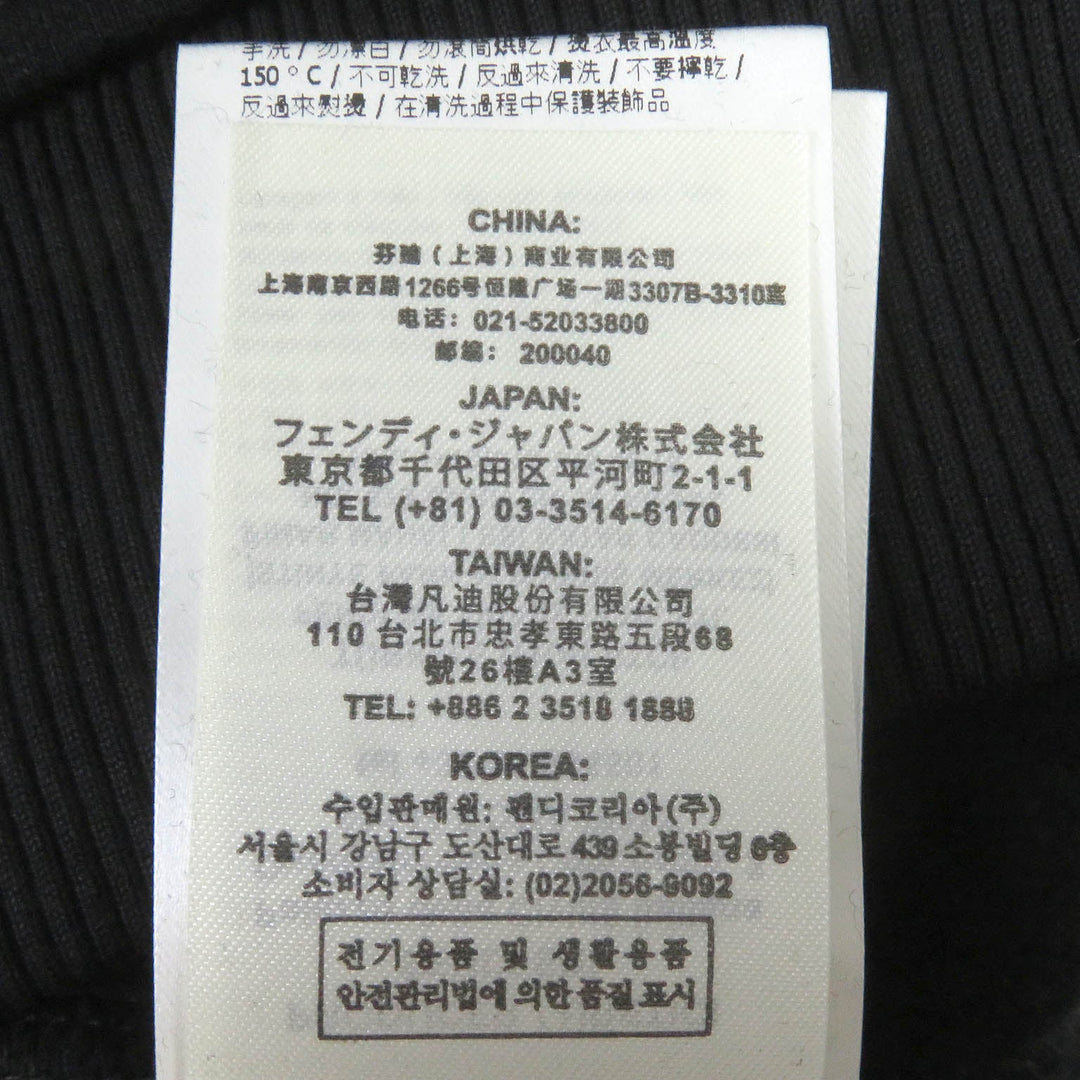 手洗 / 勿漂白 / 勿滾筒烘乾 / 燙衣最高溫度
150 ° C / 不可乾洗 / 反過來清洗 / 不要擰乾 /
反過來熨燙 / 在清洗過程中保護裝飾品
CHINA:
芬瞻（上海）商业有限公司
上海南京西路1266号恒隆广场一期3307B-3310室
电话: 021-52033800
邮编: 200040
JAPAN:
フェンディ・ジャパン株式会社
東京都千代田区平河町2-1-1
TEL (+81) 03-3514-6170
TAIWAN:
台灣凡迪股份有限公司
110 台北市忠孝東路五段68
號26樓A3室
TEL: +886 2 3518 1888
KOREA:
수입판매원: 펜디코리아(주)
서울시 강남구 도산대로 439 소봉빌딩 6층
소비자 상담실: (02)2056-9092
전기용품 및 생활용품
안전관리법에 의한 품질 표시